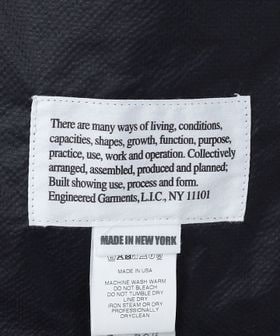 There are many ways of living, conditions,
capacities, shapes, growth, function, purpose,
practice, use, work and operation. Collectively
arranged, assembled, produced and planned;
Built showing use, process and form.
Engineered Garments, L.I.C., NY 11101
MADE IN NEW YORK
MADE IN USA
MACHINE WASH WARM
DO NOT BLEACH
DO NOT TUMBLE DRY
LINE DRY
IRON STEAM OR DRY
PROFESSIONALLY
DRYCLEAN